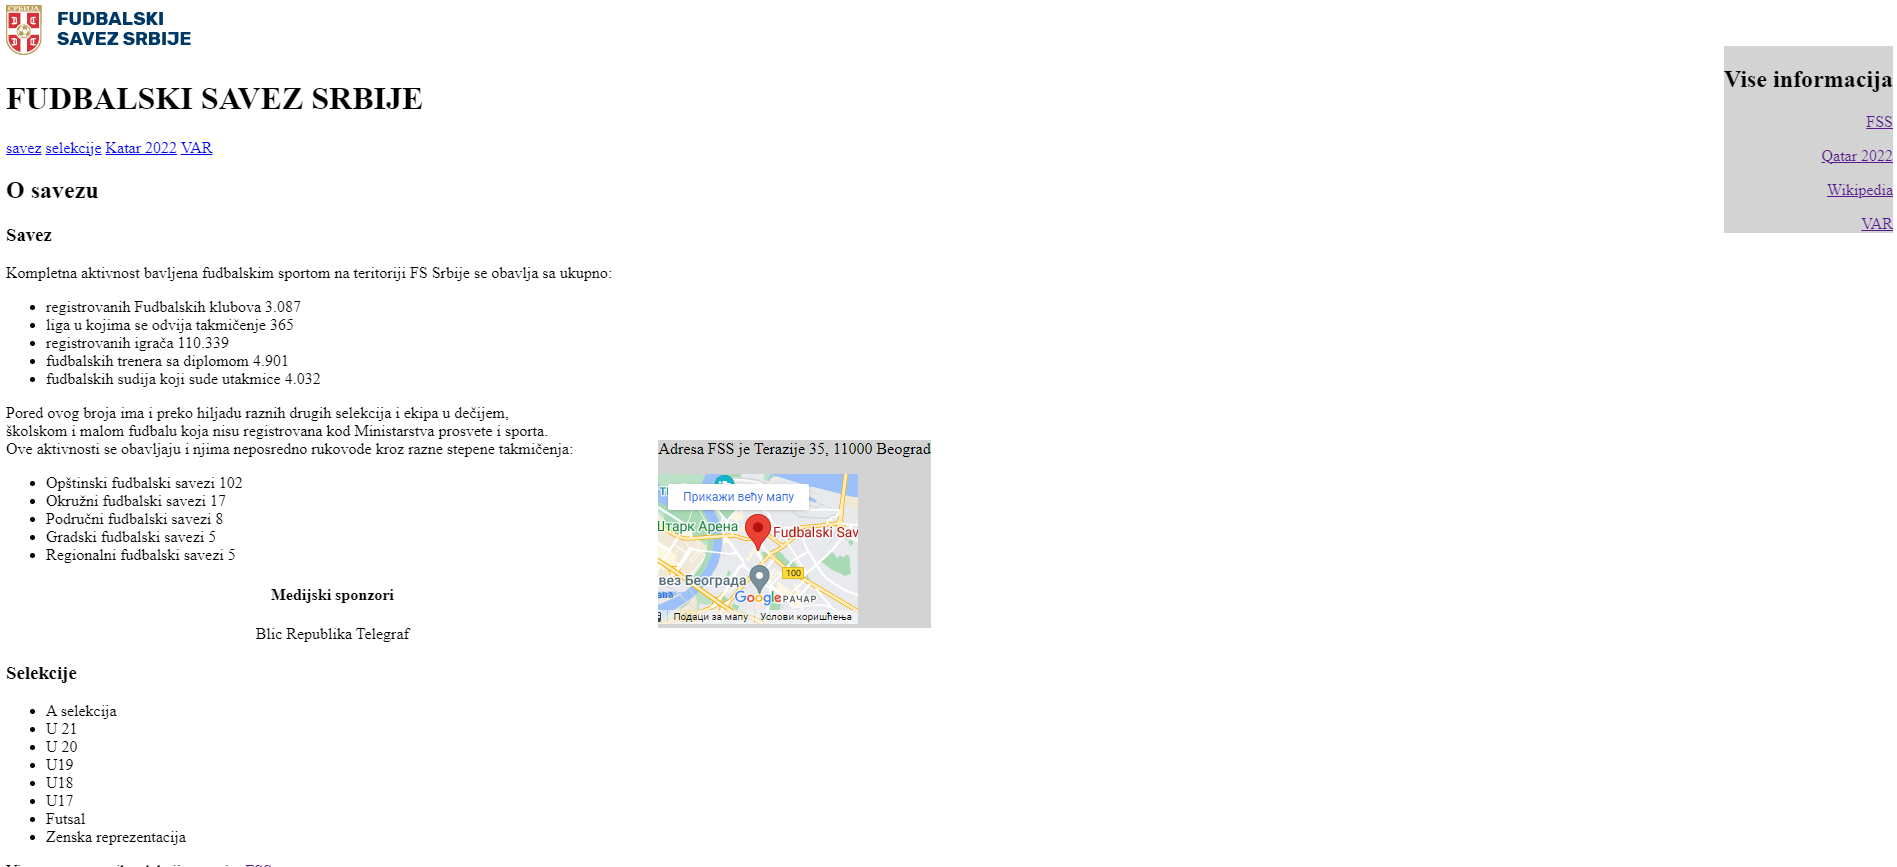 СРБИЈА
FUDBALSKI
SAVEZ SRBIJE
FUDBALSKI SAVEZ SRBIJE
savez selekcije Katar 2022 VAR
Vise informacija
FSS
Qatar 2022
Wikipedia
VAR
O savezu
Savez
Kompletna aktivnost bavljena fudbalskim sportom na teritoriji FS Srbije se obavlja sa ukupno:
registrovanih Fudbalskih klubova 3.087
liga u kojima se odvija takmičenje 365
registrovanih igrača 110.339
fudbalskih trenera sa diplomom 4.901
fudbalskih sudija koji sude utakmice 4.032
Pored ovog broja ima i preko hiljadu raznih drugih selekcija i ekipa u dečijem,
školskom i malom fudbalu koja nisu registrovana kod Ministarstva prosvete i sporta.
Ove aktivnosti se obavljaju i njima neposredno rukovode kroz razne stepene takmičenja:
Opštinski fudbalski savezi 102
Okružni fudbalski savezi 17
Područni fudbalski savezi 8
Gradski fudbalski savezi 5
Regionalni fudbalski savezi 5
Adresa FSS je Terazije 35, 11000 Beograd
Прикажи већу мапу
Штарк Арена
Fudbalski Sav
100
вез Београда
Google
РАЧАР
Подаци за мапу
Услови коришћења
Medijski sponzori
Blic Republika Telegraf
Selekcije
A selekcija
U 21
U 20
U19
U18
U17
Futsal
Zenska reprezentacija